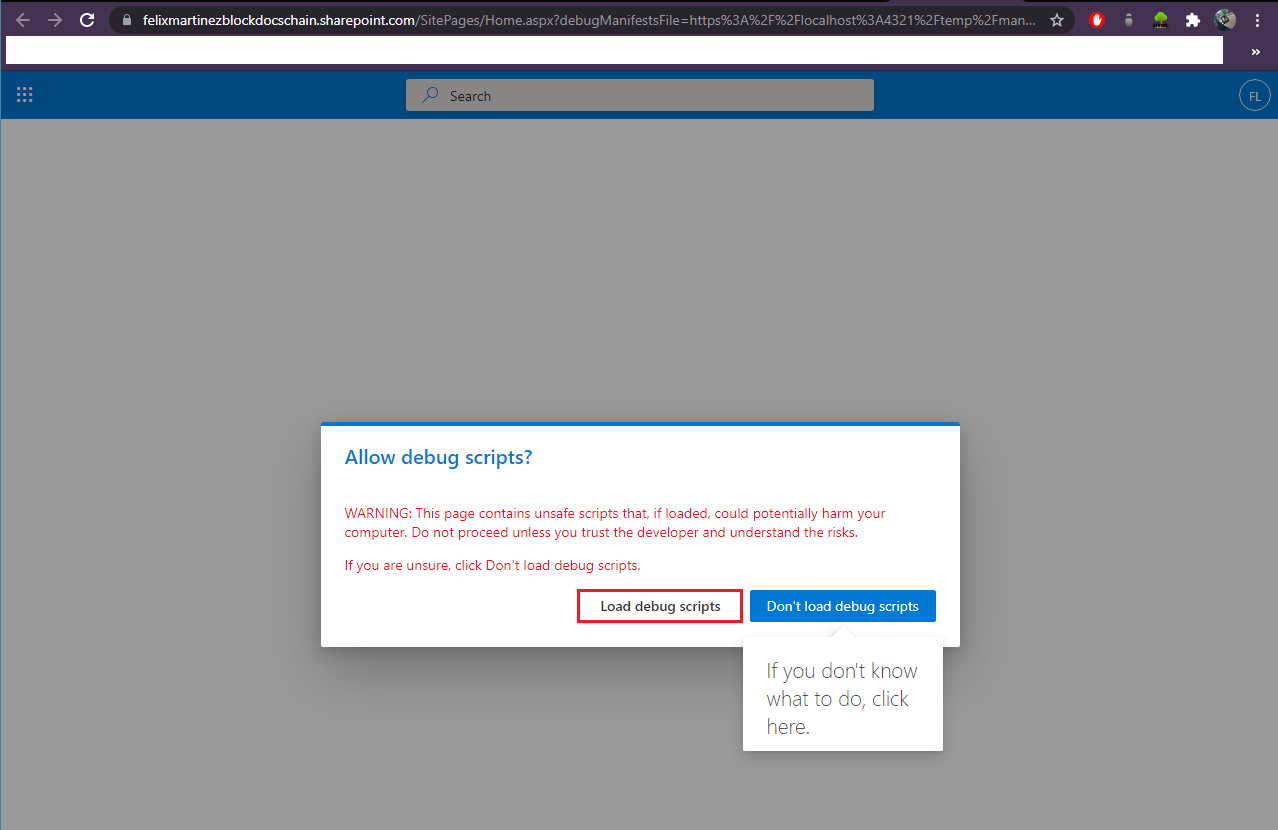 felixmartinezblockdocschain.sharepoint.com/SitePages/Home.aspx?debugManifestsFile=https%3A%2F%2Flocalhost%3A4321%2Ftemp%2Fman...
»
Search
FL
Allow debug scripts?
WARNING: This page contains unsafe scripts that, if loaded, could potentially harm your
computer. Do not proceed unless you trust the developer and understand the risks.
If you are unsure, click Don't load debug scripts.
Load debug scripts
Don't load debug scripts
If you don't know
what to do, click
here.